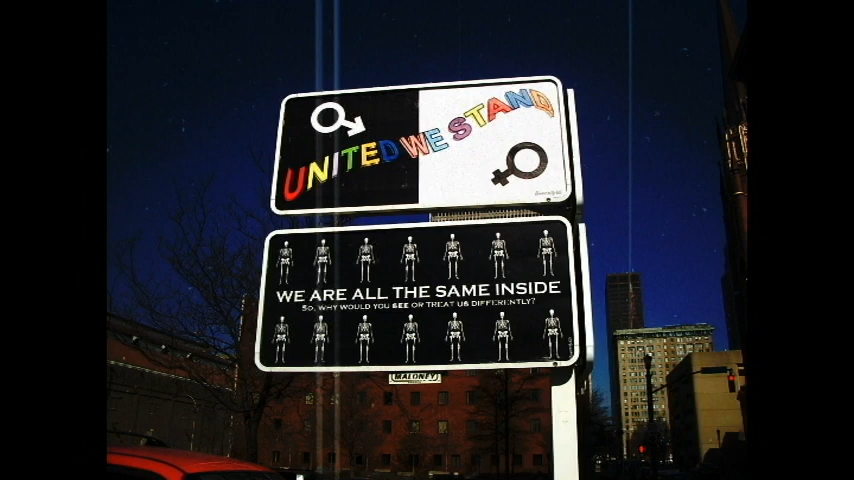 UNITED WE STAND
WE ARE ALL THE SAME INSIDE
SO, WHY WOULD YOU SEE OR TREAT US DIFFERENTLY?
MALONEY